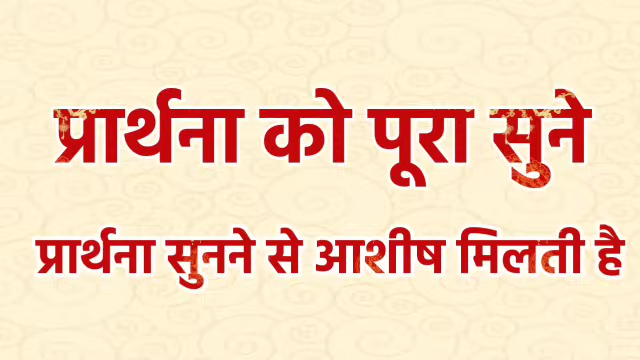 प्रार्थना को पूरा सुने
प्रार्थना सुनने से आशीष मिलती है